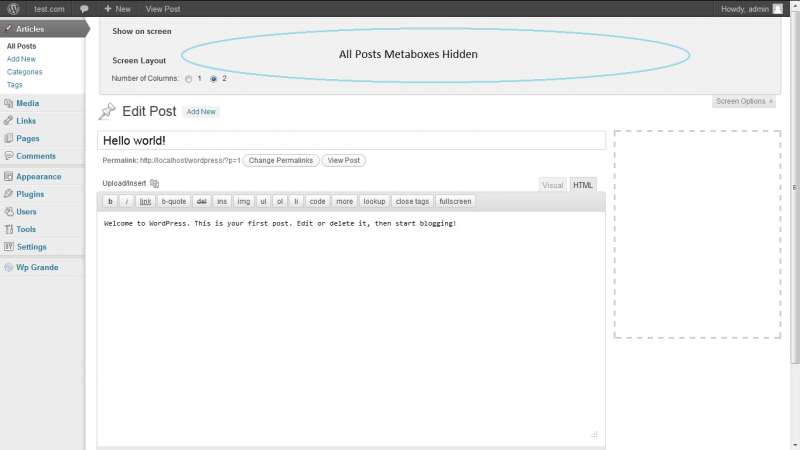 test.com + New View Post Howdy, admin
Articles
All Posts
Add New
Categories
Tags
Media
Links
Pages
Comments
Appearance
Plugins
Users
Tools
Settings
Wp Grande
Show on screen
All Posts Metaboxes Hidden
Screen Layout
Number of Columns: 1 2
Screen Options
Edit Post Add New
Hello world!
Permalink: http://localhost/wordpress/?p=1 Change Permalinks View Post
Upload/Insert Visual HTML
b i link b-quote del ins img ul ol li code more lookup close tags fullscreen
Welcome to WordPress. This is your first post. Edit or delete it, then start blogging!